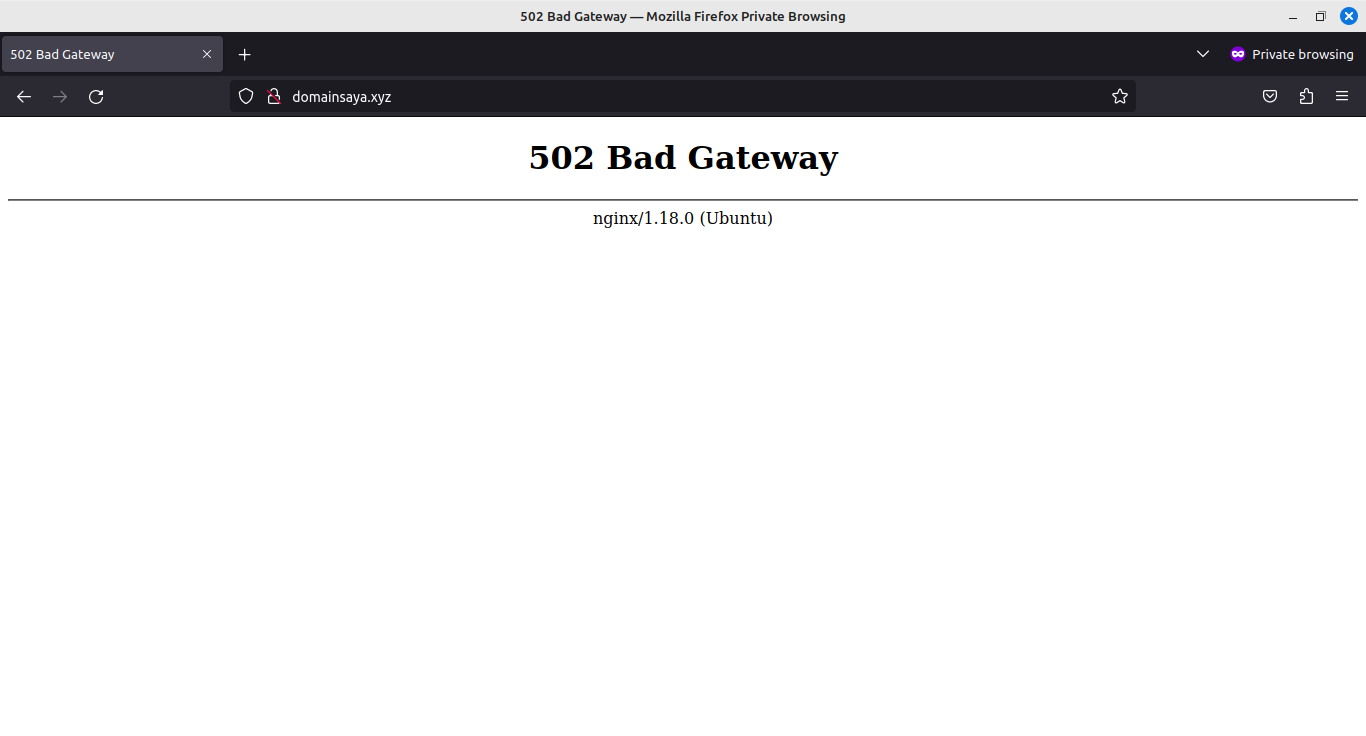 502 Bad Gateway — Mozilla Firefox Private Browsing
502 Bad Gateway
Private browsing
domainsaya.xyz
502 Bad Gateway
nginx/1.18.0 (Ubuntu)